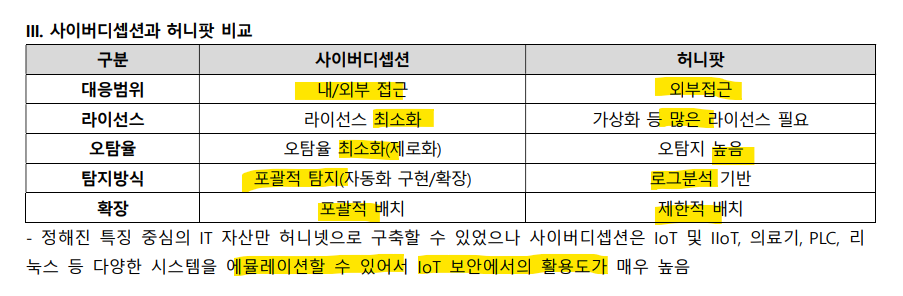 III. 사이버디셉션과 허니팟 비교
구분 사이버디셉션 허니팟
대응범위 내/외부 접근 외부접근
라이선스 라이선스 최소화 가상화 등 많은 라이선스 필요
오탐율 오탐율 최소화(제로화) 오탐지 높음
탐지방식 포괄적 탐지(자동화 구현/확장) 로그분석 기반
확장 포괄적 배치 제한적 배치
- 정해진 특징 중심의 IT 자산만 허니넷으로 구축할 수 있었으나 사이버디셉션은 IoT 및 IIoT, 의료기, PLC, 리
눅스 등 다양한 시스템을 에뮬레이션할 수 있어서 IoT 보안에서의 활용도가 매우 높음